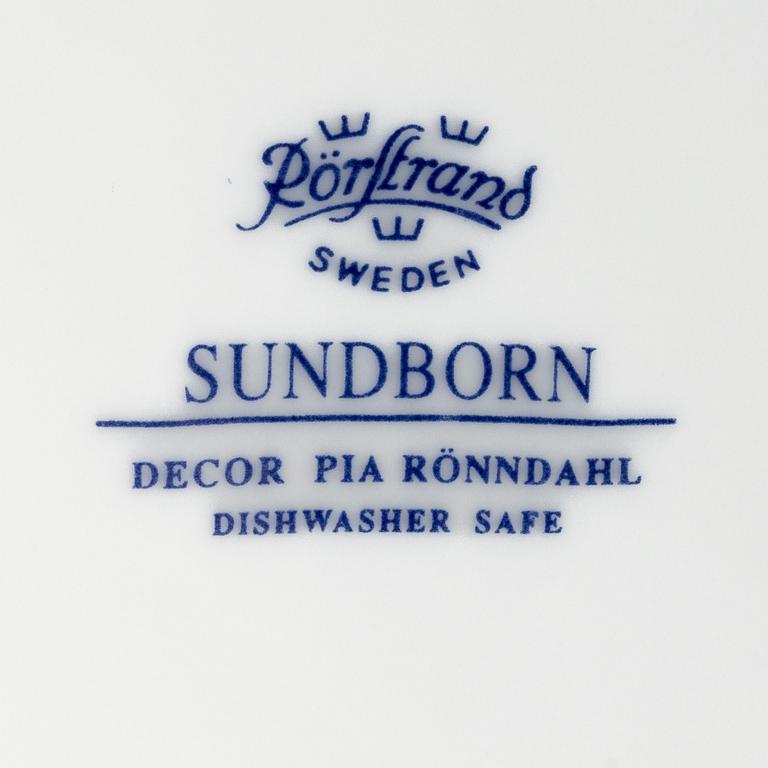 Rörstrand
SWEDEN
SUNDBORN
DECOR PIA RÖNNDAHL
DISHWASHER SAFE